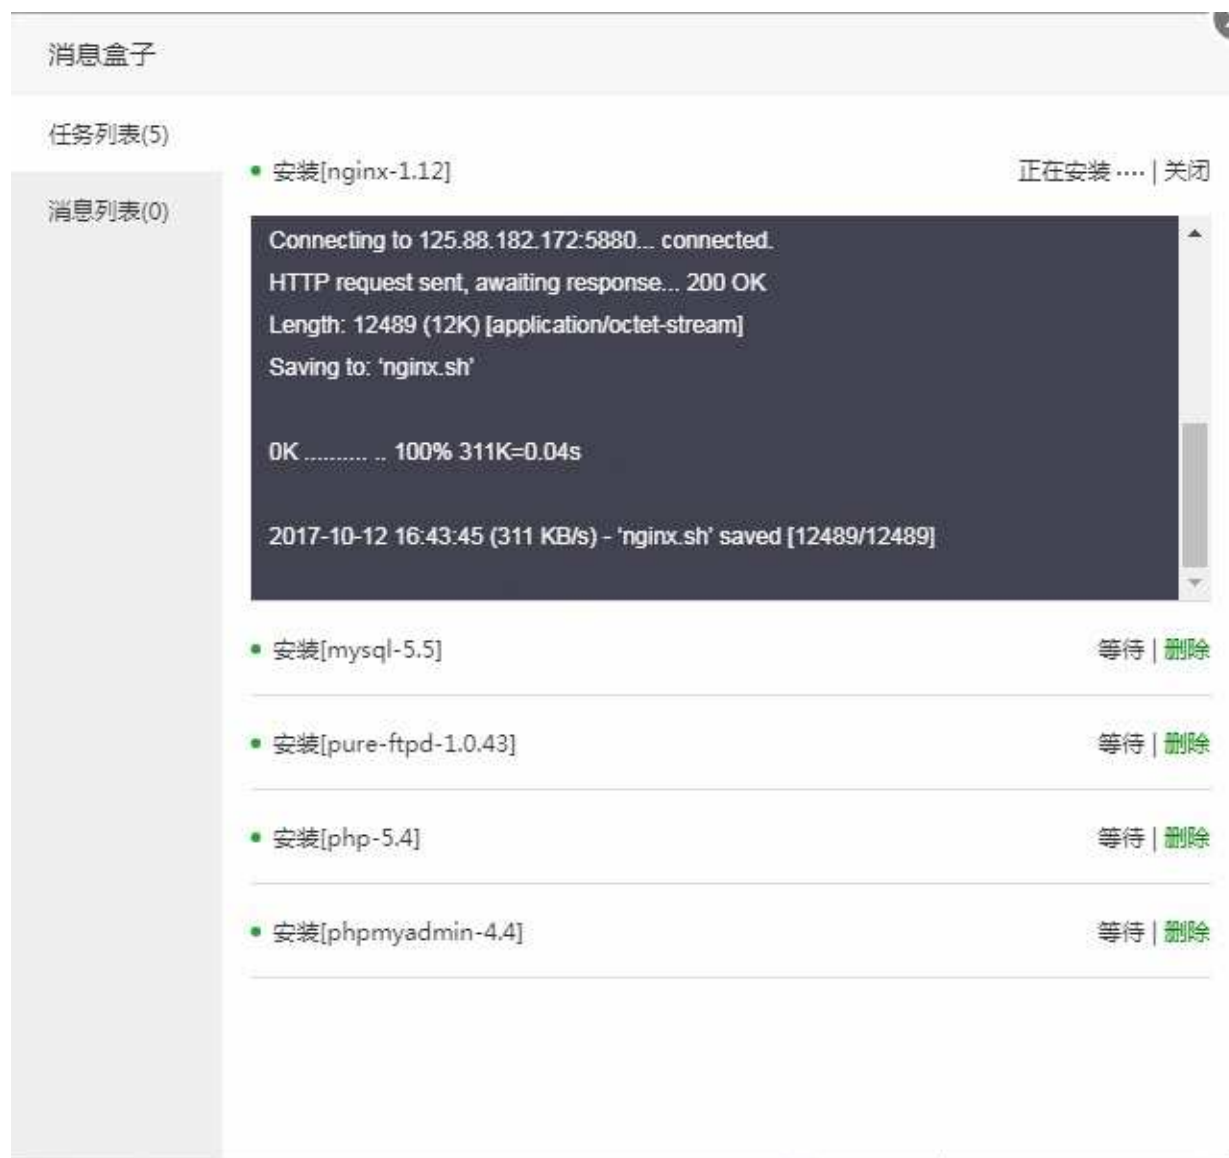 消息盒子
任务列表(5)
消息列表(0)
安装[nginx-1.12] 正在安装 ···· | 关闭
Connecting to 125.88.182.172:5880... connected.
HTTP request sent, awaiting response... 200 OK
Length: 12489 (12K) [application/octet-stream]
Saving to: ‘nginx.sh’
0K .......... .. 100% 311K=0.04s
2017-10-12 16:43:45 (311 KB/s) - ‘nginx.sh’ saved [12489/12489]
安装[mysql-5.5] 等待 | 删除
安装[pure-ftpd-1.0.43] 等待 | 删除
安装[php-5.4] 等待 | 删除
安装[phpmyadmin-4.4] 等待 | 删除